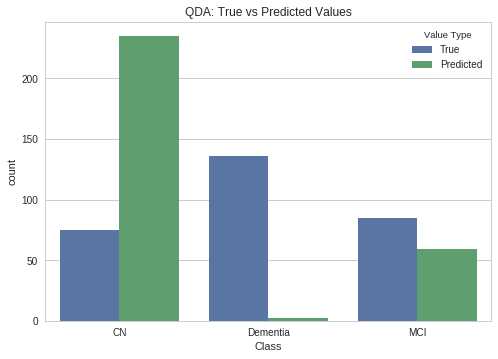 QDA: True vs Predicted Values
Value Type
True
Predicted
200
150
100
50
0
count
CN Dementia MCI
Class